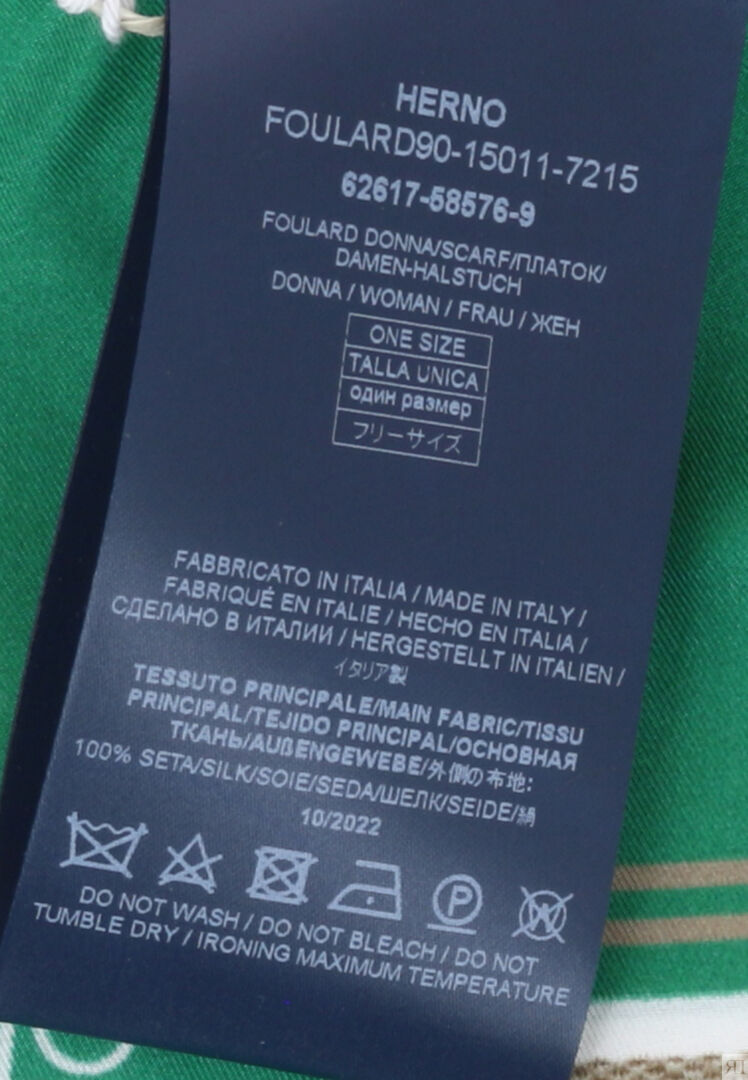 HERNO
FOULARD90-15011-7215
62617-58576-9
FOULARD DONNA/SCARF/ПЛАТОК/
DAMEN-HALSTUCH
DONNA / WOMAN / FRAU / ЖЕН
ONE SIZE
TALLA UNICA
один размер
フリーサイズ
FABBRICATO IN ITALIA / MADE IN ITALY /
FABRIQUÉ EN ITALIE / HECHO EN ITALIA /
СДЕЛАНО В ИТАЛИИ / HERGESTELLT IN ITALIEN /
イタリア製
TESSUTO PRINCIPALE/MAIN FABRIC/TISSU
PRINCIPAL/TEJIDO PRINCIPAL/ОСНОВНАЯ
ТКАНЬ/AUßENGEWEBE/外側の布地:
100% SETA/SILK/SOIE/SEDA/ШЕЛК/SEIDE/絹
10/2022
P
W
DO NOT WASH / DO NOT BLEACH / DO NOT
TUMBLE DRY / IRONING MAXIMUM TEMPERATURE
ЯП